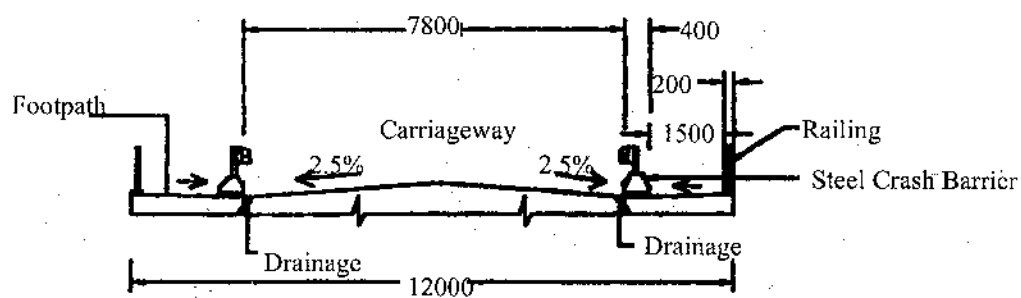 7800
400
200
Footpath
Carriageway
1500
Railing
2.5%
2.5%
Steel Crash Barrier
Drainage
Drainage
12000